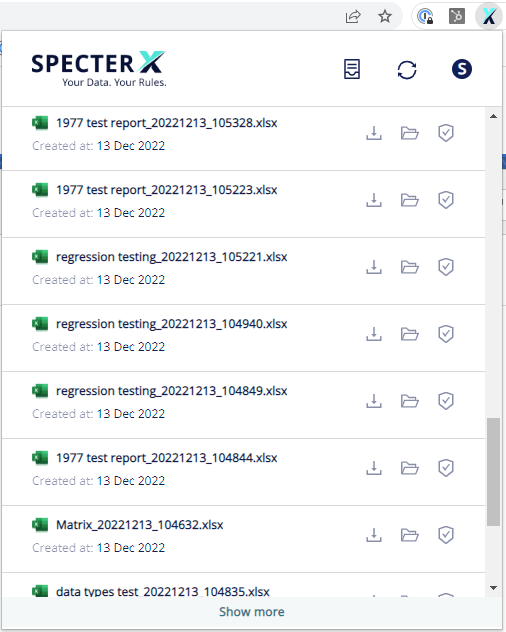 SPECTER X
Your Data. Your Rules.
S
1977 test report_20221213_105328.xlsx
Created at: 13 Dec 2022
1977 test report_20221213_105223.xlsx
Created at: 13 Dec 2022
regression testing_20221213_105221.xlsx
Created at: 13 Dec 2022
regression testing_20221213_104940.xlsx
Created at: 13 Dec 2022
regression testing_20221213_104849.xlsx
Created at: 13 Dec 2022
1977 test report_20221213_104844.xlsx
Created at: 13 Dec 2022
Matrix_20221213_104632.xlsx
Created at: 13 Dec 2022
data types test_20221213_104835.xlsx
Show more